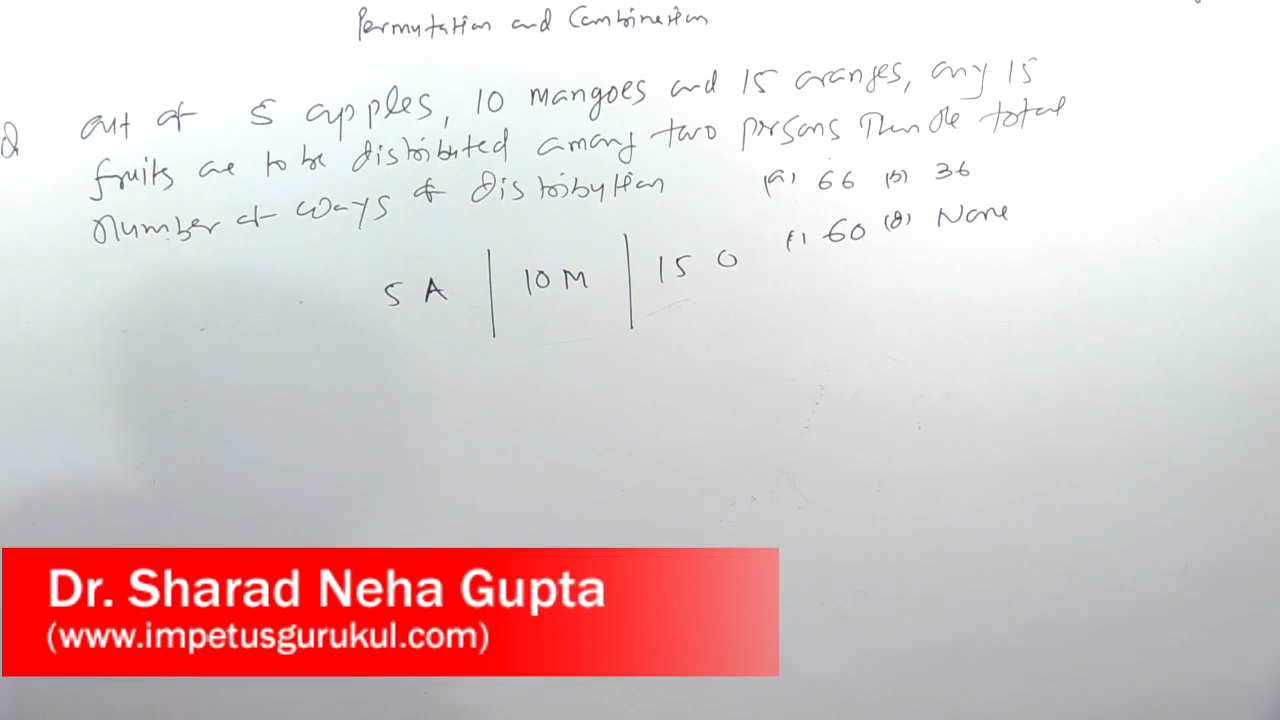 Permutation and Combination
Q out of 5 apples, 10 mangoes and 15 oranges, any 15
fruits are to be distributed among two persons Then the total
number of ways of distribution
(a) 66 (b) 36
(c) 60 (d) None
5 A | 10 M | 15 O
Dr. Sharad Neha Gupta
(www.impetusgurukul.com)